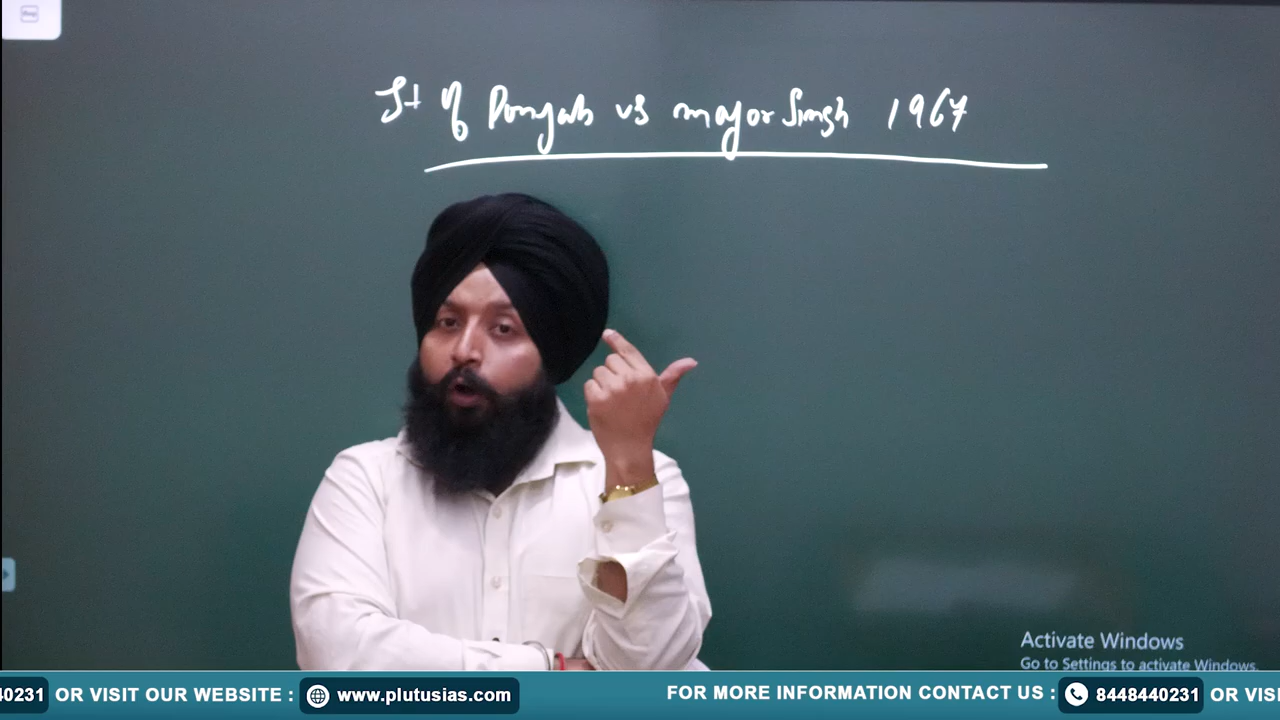 St of Punjab vs major Singh 1967
Activate Windows
Go to Settings to activate Windows.
40231 OR VISIT OUR WEBSITE : www.plutusias.com FOR MORE INFORMATION CONTACT US : 8448440231 OR VISI